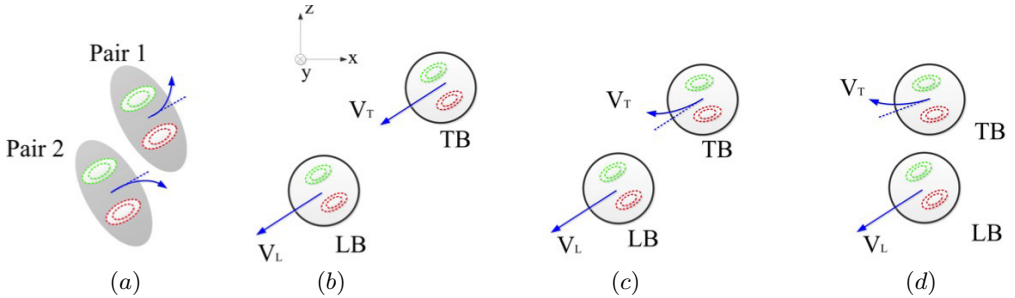 Pair 1
Pair 2
(a)
z
x
y
V_T
TB
V_L
LB
(b)
V_T
TB
V_L
LB
(c)
V_T
TB
V_L
LB
(d)